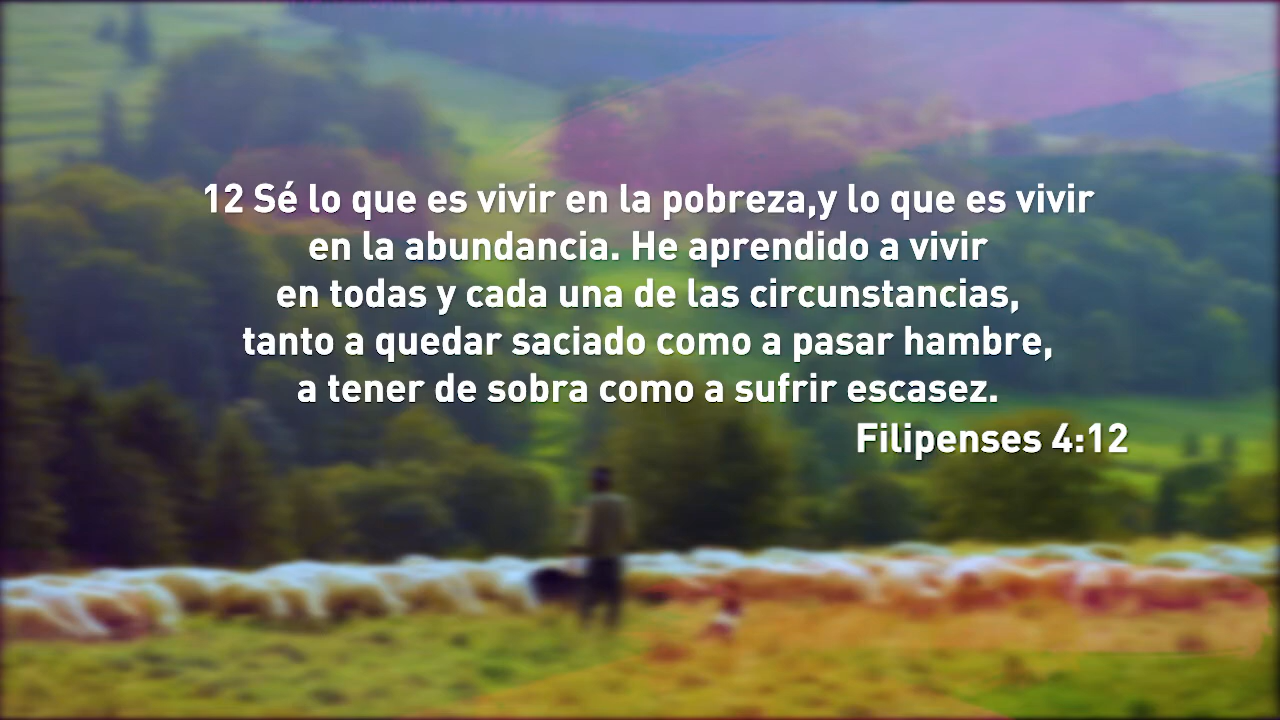 12 Sé lo que es vivir en la pobreza,y lo que es vivir
en la abundancia. He aprendido a vivir
en todas y cada una de las circunstancias,
tanto a quedar saciado como a pasar hambre,
a tener de sobra como a sufrir escasez.
Filipenses 4:12